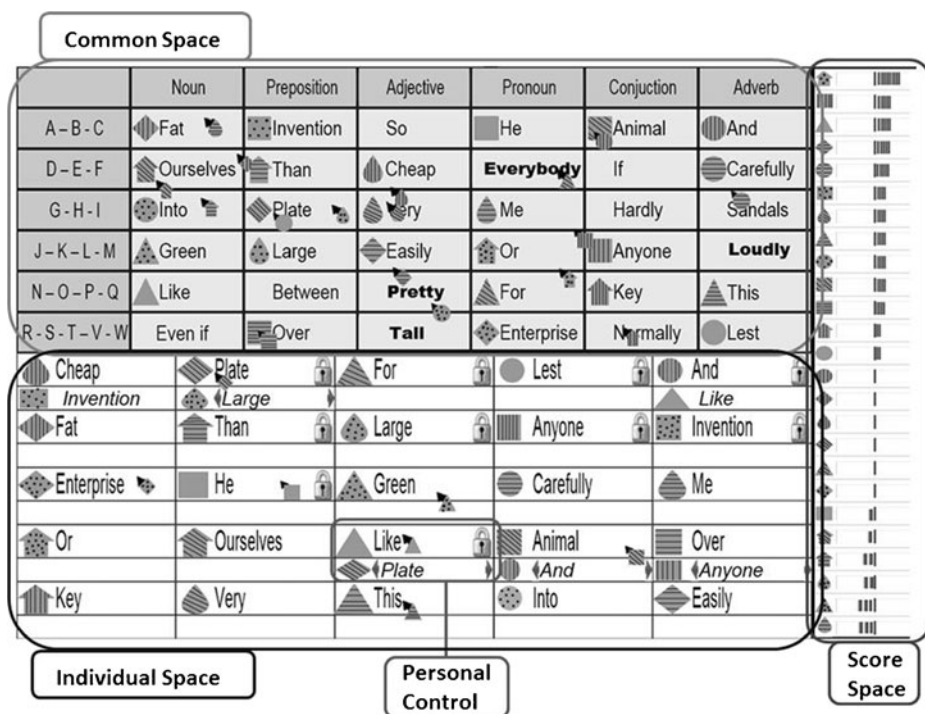 Common Space
Noun Preposition Adjective Pronoun Conjuction Adverb
A – B - C Fat Invention So He Animal And
D – E - F Ourselves Than Cheap Everybody If Carefully
G - H - I Into Plate Very Me Hardly Sandals
J – K – L - M Green Large Easily Or Anyone Loudly
N – O - P - Q Like Between Pretty For Key This
R - S - T – V - W Even if Over Tall Enterprise Normally Lest
Cheap Plate For Lest And
Invention Large Like
Fat Than Large Anyone Invention
Enterprise He Green Carefully Me
Or Ourselves Like Animal Over
Plate And Anyone
Key Very This Into Easily
Individual Space
Personal
Control
Score
Space